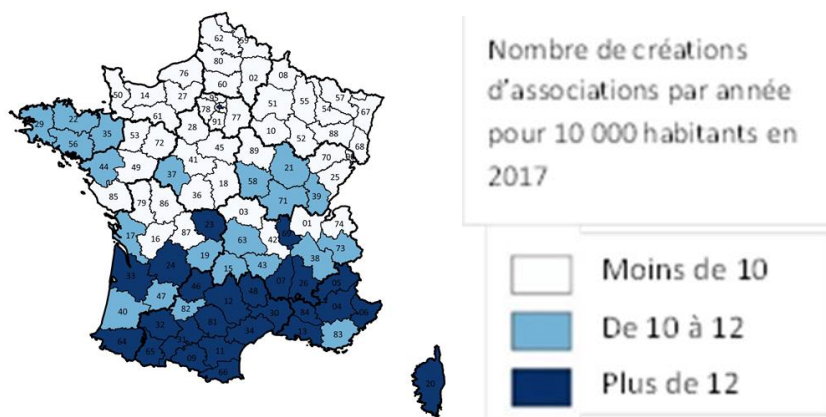 62 59
80
76 02 08
60
50 14 27 95 57
78 51 55 67
61 91 77 54
29 22 28 10 88
35 53 52 68
56 72 45
89 70
44 49 41 21 25
37 58
18 39
85 79 86 36 71
03
23 01 74
17 16 87 42 69
63 73
19 38
24 15 43
33 46 07 26 05
47 48
40 82 12 04
30 84 06
32 81 34 83
64 31 13
65 11
09
66
20
Nombre de créations
d'associations par année
pour 10 000 habitants en
2017
Moins de 10
De 10 à 12
Plus de 12